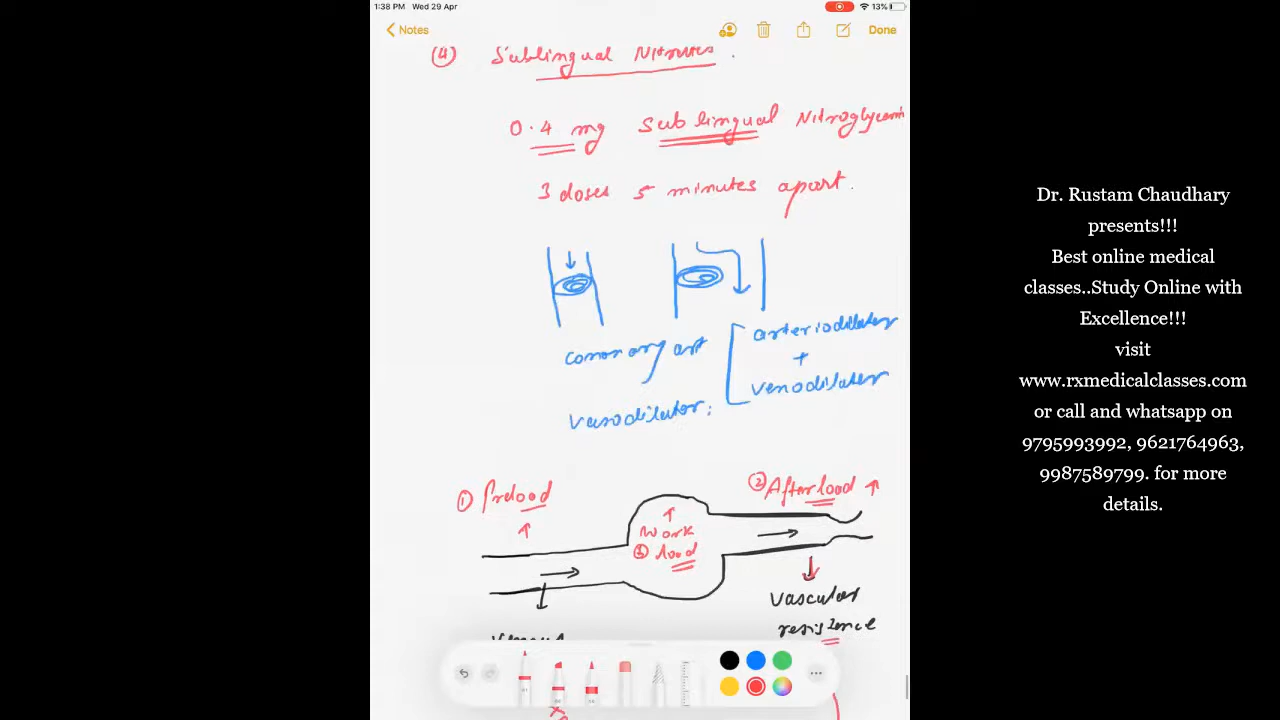 1:38 PM Wed 29 Apr
13%
Notes
Done
(4) Sublingual Nitrates.
0.4 mg Sublingual Nitroglycerin
3 doses 5 minutes apart.
coronary art
vasodilator;
arteriodilator
+
venodilator
① Preload ↑
↑
work
③ load
② Afterload ↑
vascular
resistence
Dr. Rustam Chaudhary
presents!!!
Best online medical
classes..Study Online with
Excellence!!!
visit
www.rxmedicalclasses.com
or call and whatsapp on
9795993992, 9621764963,
9987589799. for more
details.